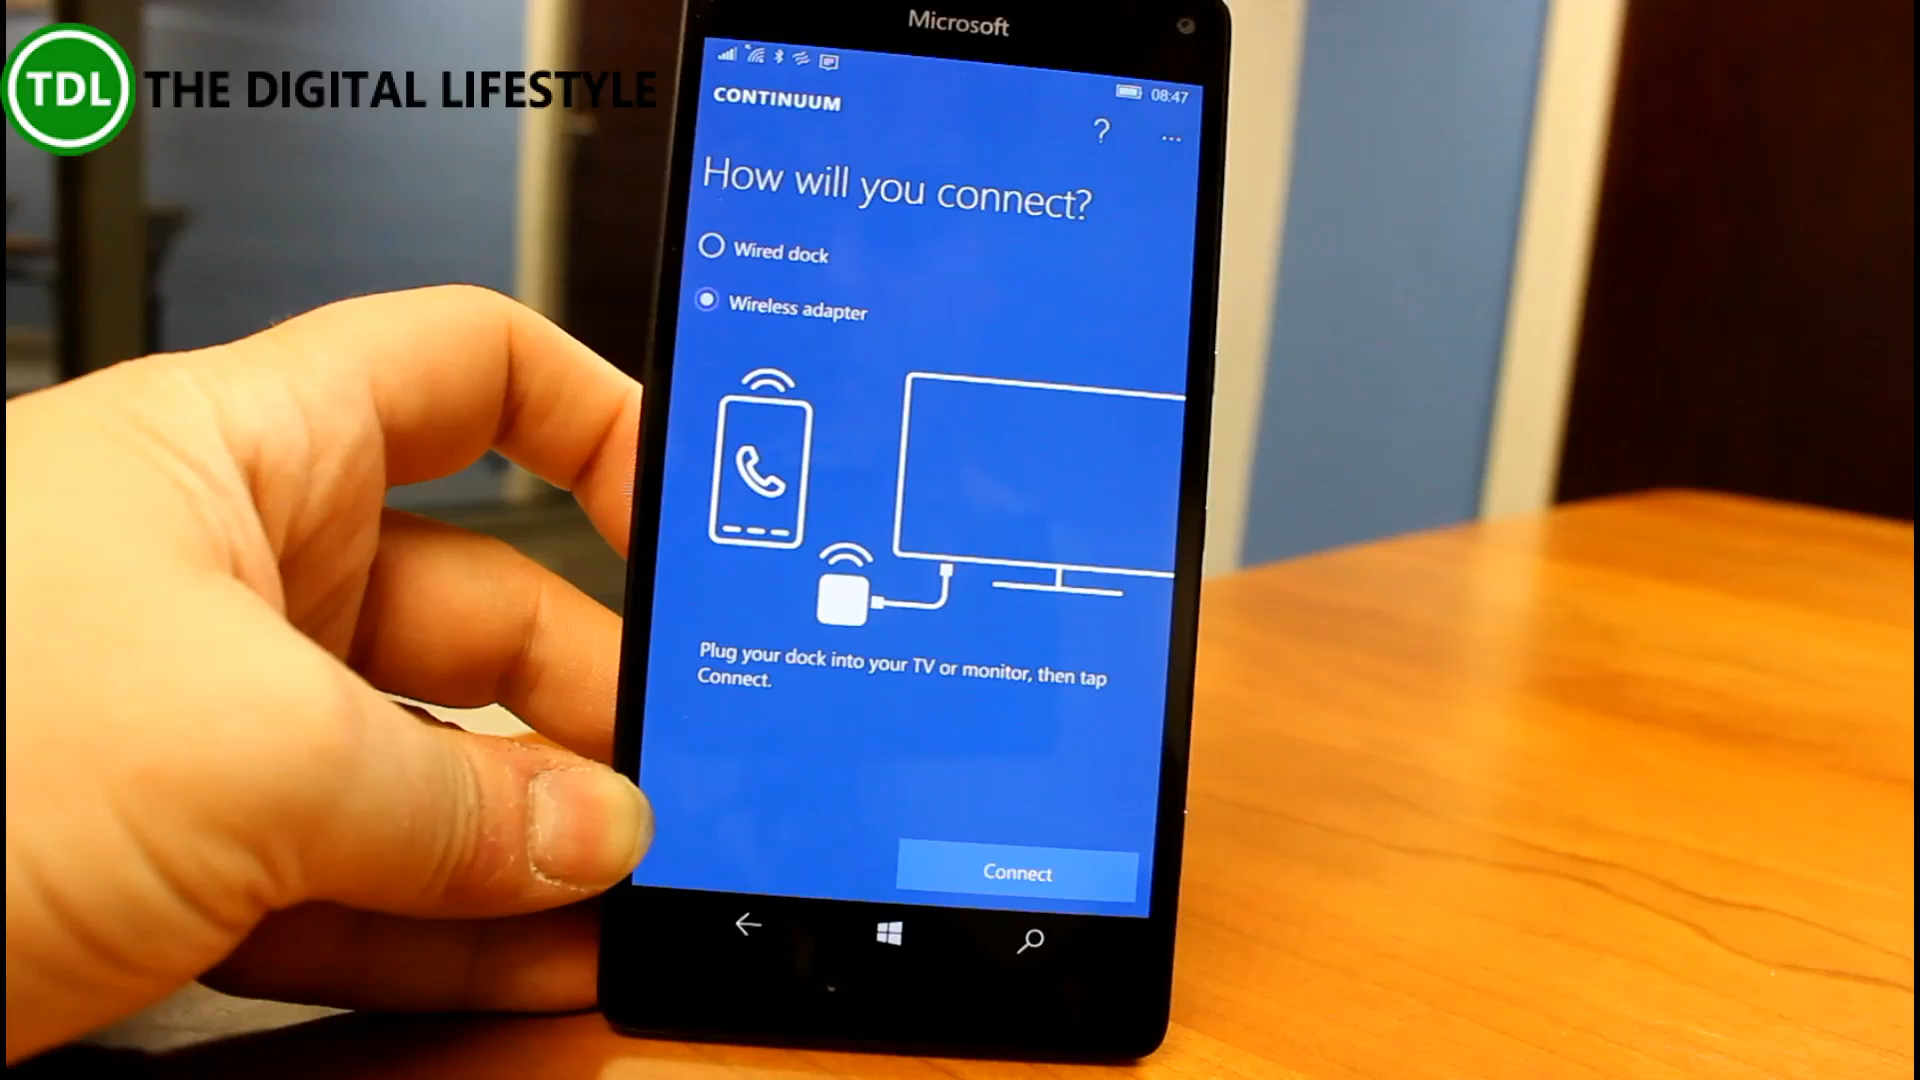 TDL THE DIGITAL LIFESTYLE
Microsoft
08:47
CONTINUUM
? ...
How will you connect?
Wired dock
Wireless adapter
Plug your dock into your TV or monitor, then tap
Connect.
Connect